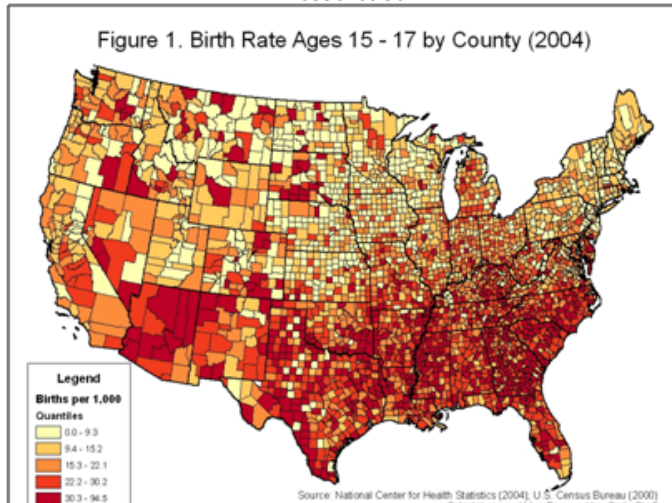 Figure 1. Birth Rate Ages 15 - 17 by County (2004)
Legend
Births per 1,000
Quantiles
0.0 - 9.3
9.4 - 15.2
15.3 - 22.1
22.2 - 30.2
30.3 - 94.5
Source: National Center for Health Statistics (2004), U.S. Census Bureau (2000)